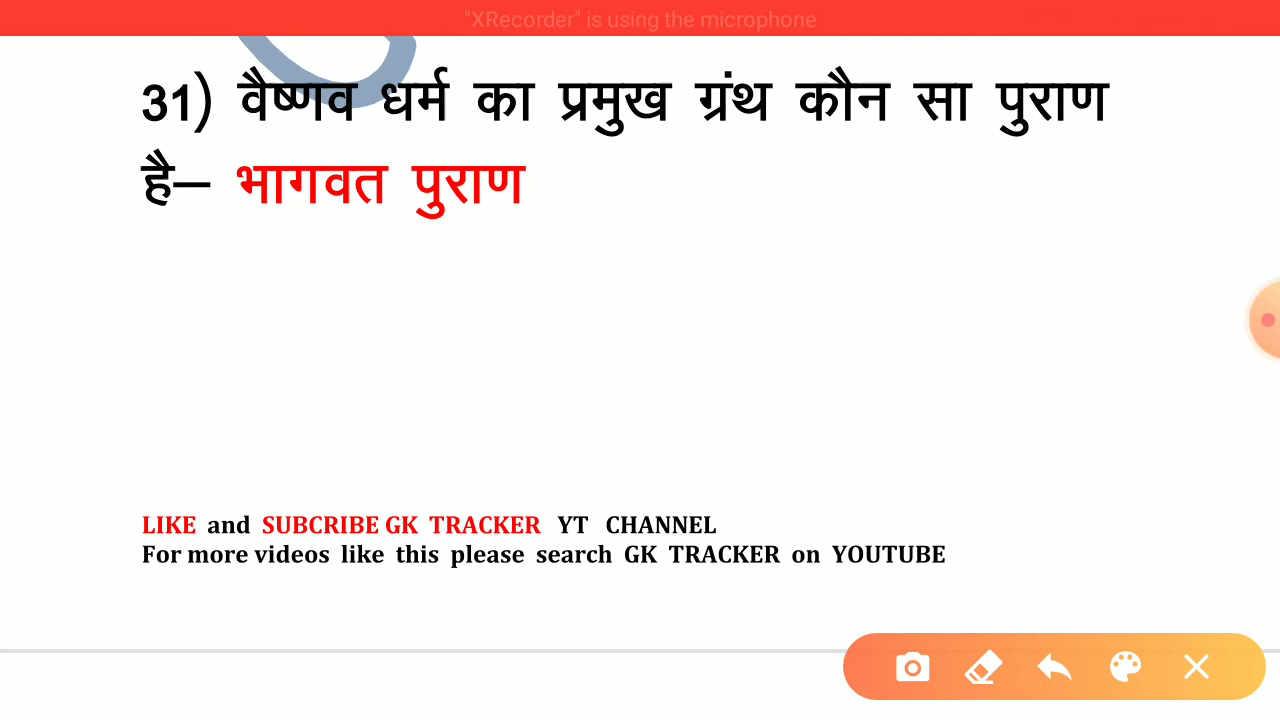 "XRecorder" is using the microphone
31) वैष्णव धर्म का प्रमुख ग्रंथ कौन सा पुराण
है– भागवत पुराण
LIKE and SUBCRIBE GK TRACKER YT CHANNEL
For more videos like this please search GK TRACKER on YOUTUBE